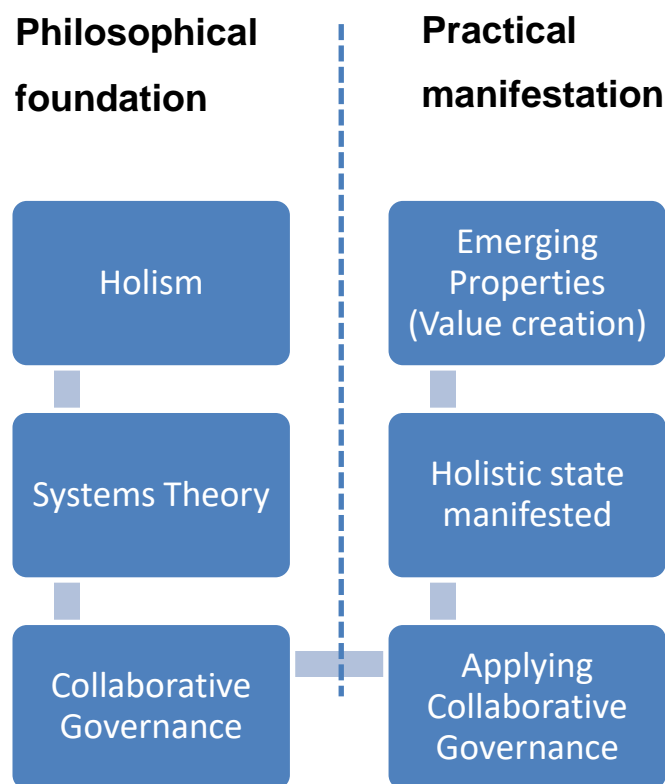 Philosophical
foundation
Practical
manifestation
Holism
Systems Theory
Collaborative
Governance
Emerging
Properties
(Value creation)
Holistic state
manifested
Applying
Collaborative
Governance